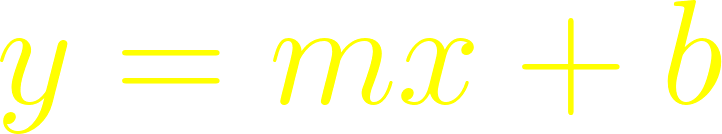 y = mx + b